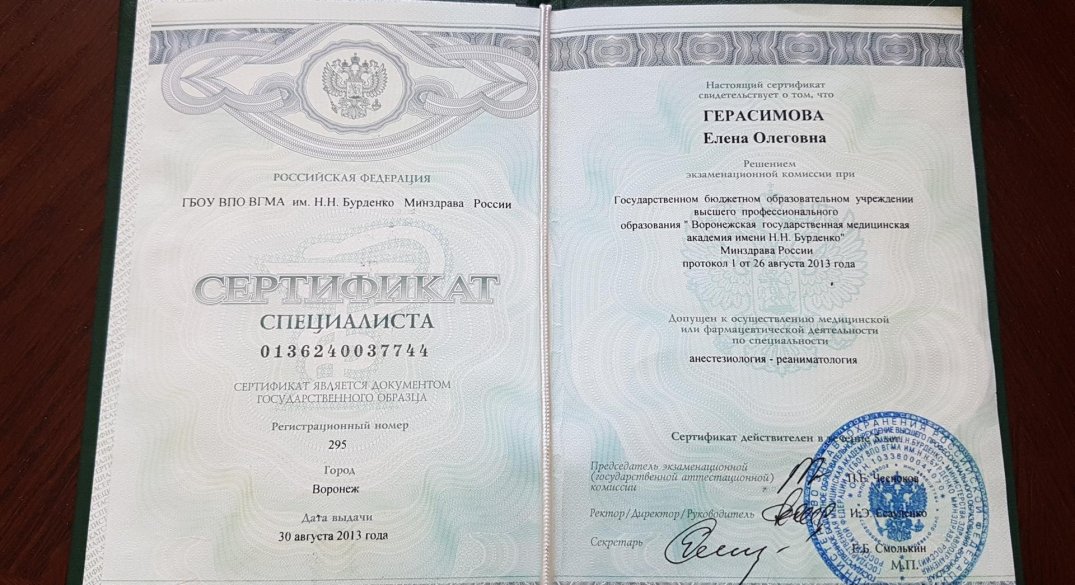 РОССИЙСКАЯ ФЕДЕРАЦИЯ
ГБОУ ВПО ВГМА им. Н.Н. Бурденко Минздрава России
СЕРТИФИКАТ
СПЕЦИАЛИСТА
0136240037744
СЕРТИФИКАТ ЯВЛЯЕТСЯ ДОКУМЕНТОМ
ГОСУДАРСТВЕННОГО ОБРАЗЦА
Регистрационный номер
295
Город
Воронеж
Дата выдачи
30 августа 2013 года
Настоящий сертификат
свидетельствует о том, что
ГЕРАСИМОВА
Елена Олеговна
Решением
экзаменационной комиссии при
Государственном бюджетном образовательном учреждении
высшего профессионального
образования " Воронежская государственная медицинская
академия имени Н.Н. Бурденко"
Минздрава России
протокол 1 от 26 августа 2013 года
Допущен к осуществлению медицинской
или фармацевтической деятельности
по специальности
анестезиология - реаниматология
Сертификат действителен в течение 5 лет.
Председатель экзаменационной
(государственной аттестационной)
комиссии
Ректор/Директор/Руководитель
И.Э.
Секретарь
Е.Б. Смолькин
М.П.